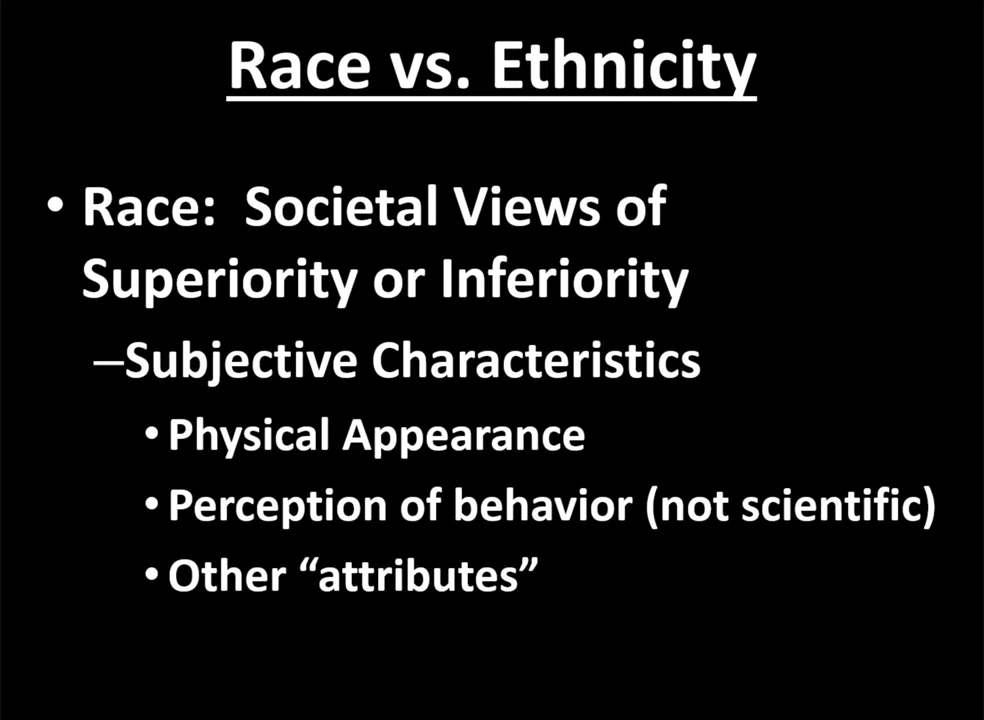 Race vs. Ethnicity
• Race:  Societal Views of
Superiority or Inferiority
–Subjective Characteristics
• Physical Appearance
• Perception of behavior (not scientific)
• Other “attributes”